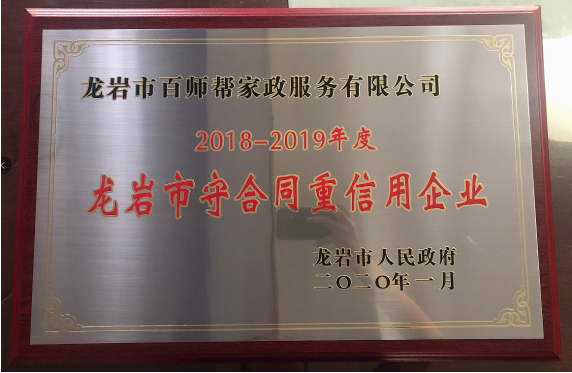 龙岩市百师帮家政服务有限公司
2018-2019年度
龙岩市守合同重信用企业
龙岩市人民政府
二〇二〇年一月